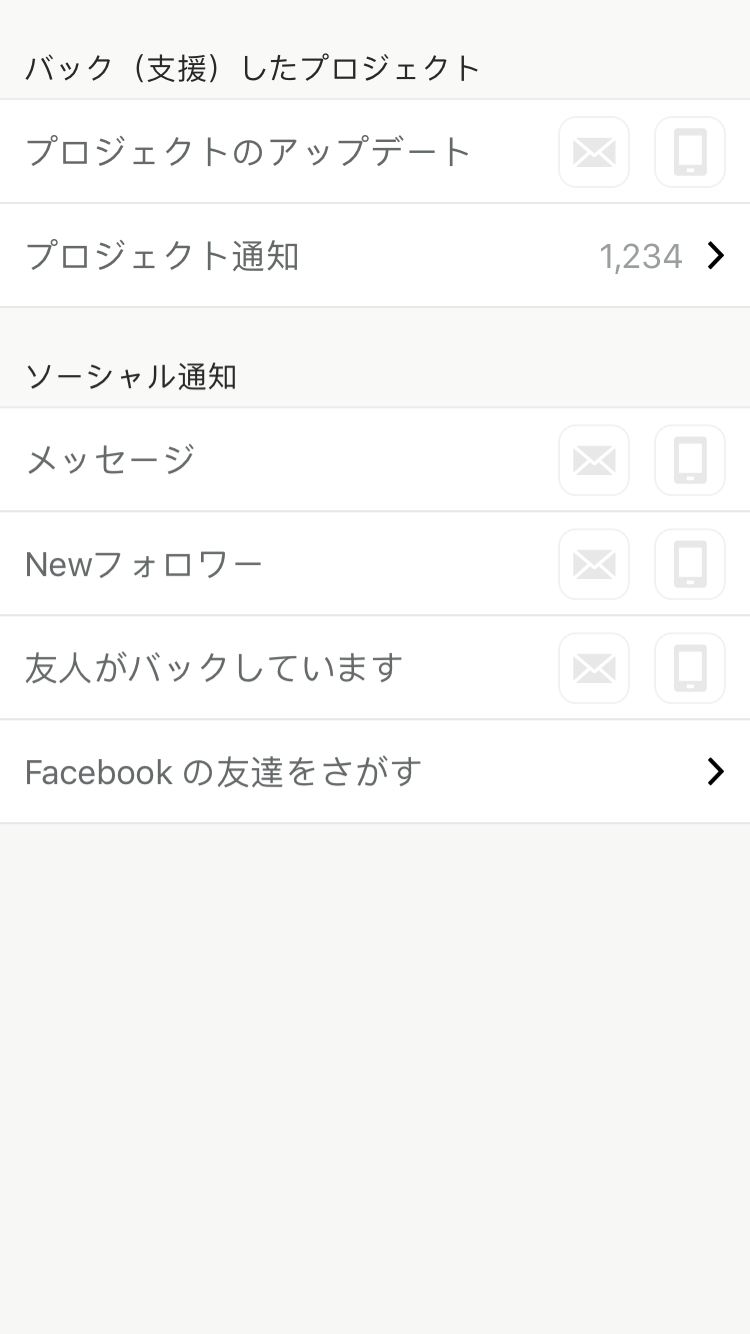 バック（支援）したプロジェクト
プロジェクトのアップデート
プロジェクト通知 1,234
ソーシャル通知
メッセージ
Newフォロワー
友人がバックしています
Facebook の友達をさがす